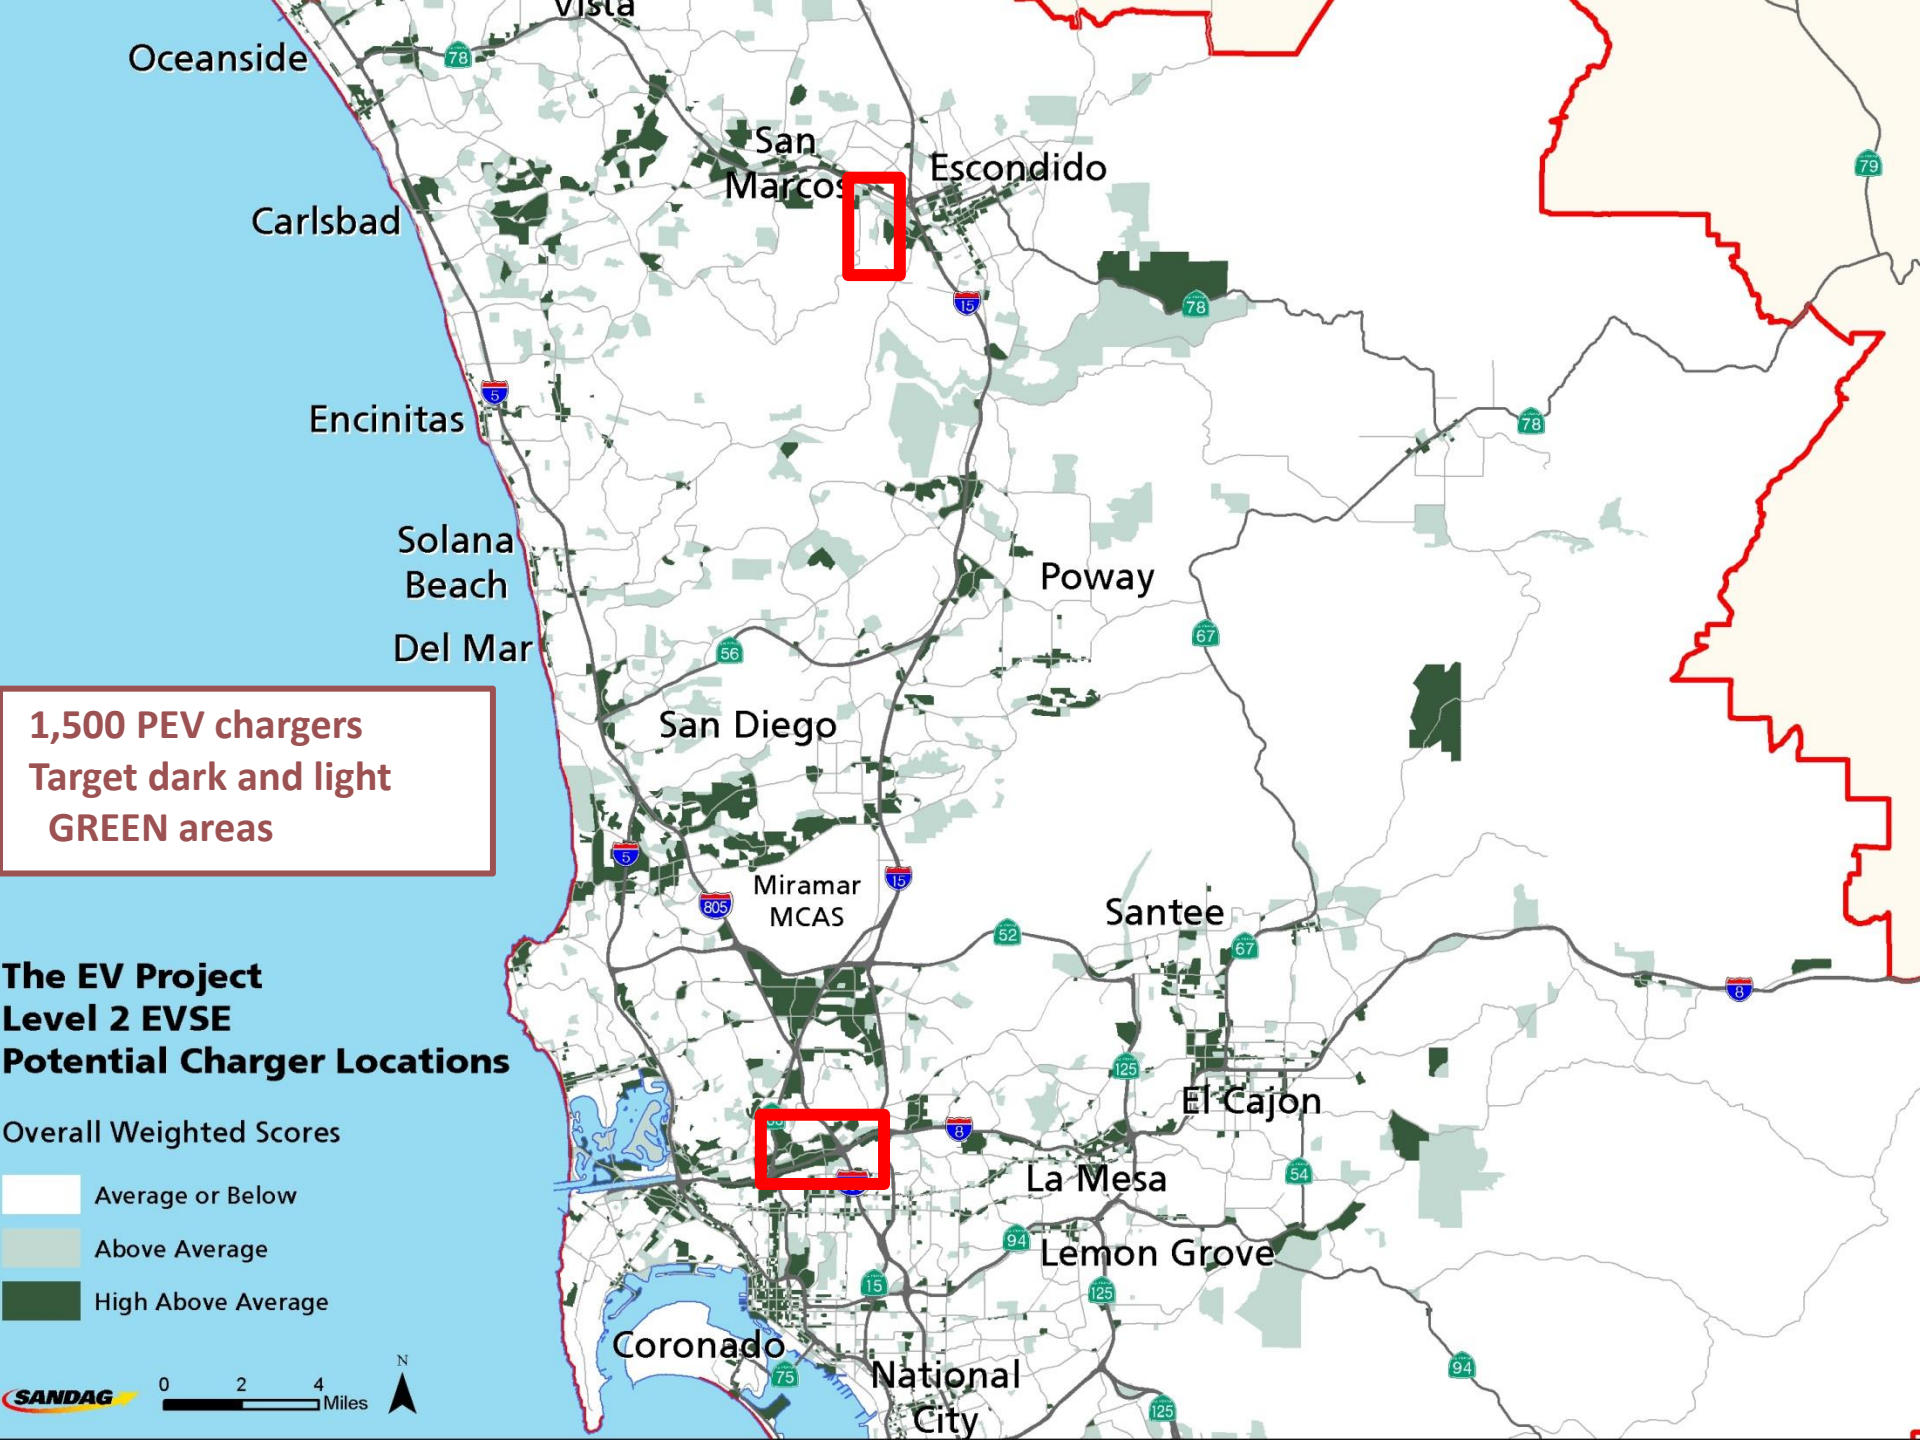 Vista
Oceanside
78
San
Marcos
Escondido
79
Carlsbad
15
78
5
Encinitas
78
Solana
Beach
Poway
Del Mar
56
67
1,500 PEV chargers
Target dark and light
GREEN areas
San Diego
5
Miramar
MCAS
15
805
Santee
52
67
The EV Project
Level 2 EVSE
Potential Charger Locations
8
125
El Cajon
8
Overall Weighted Scores
La Mesa
54
Average or Below
94
Lemon Grove
Above Average
15
125
High Above Average
Coronado
75
National
City
94
125
N
SANDAG
0 2 4
Miles